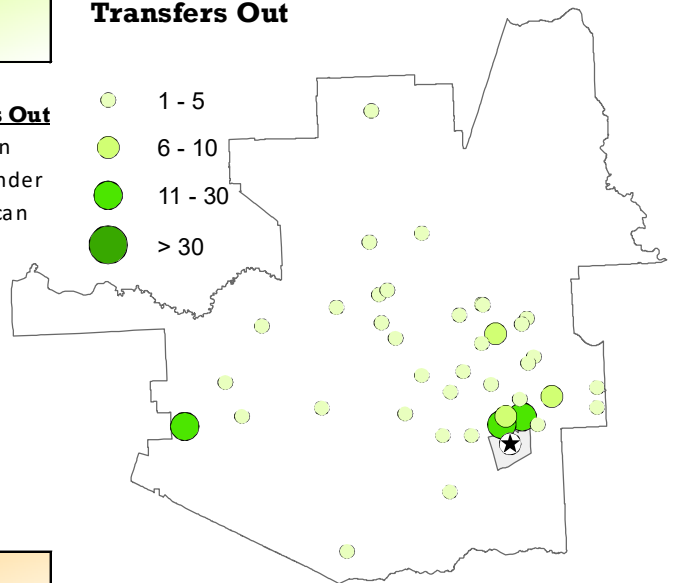 Transfers Out
s Out
n
nder
can
1 - 5
6 - 10
11 - 30
> 30